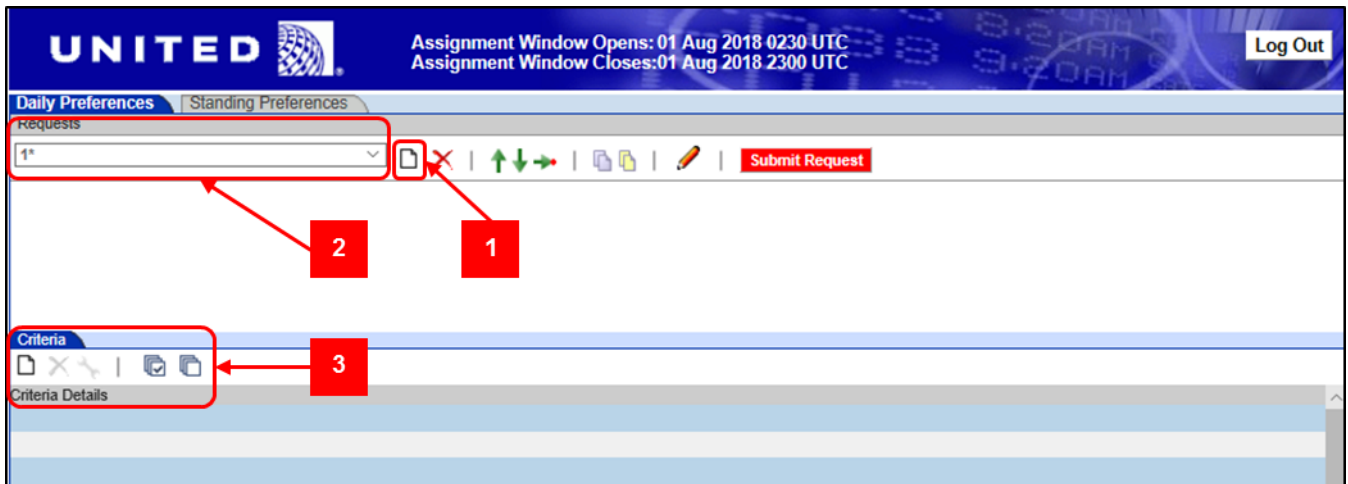 UNITED
Assignment Window Opens: 01 Aug 2018 0230 UTC
Assignment Window Closes:01 Aug 2018 2300 UTC
Log Out
Daily Preferences
Standing Preferences
Requests
1*
Submit Request
2
1
Criteria
3
Criteria Details